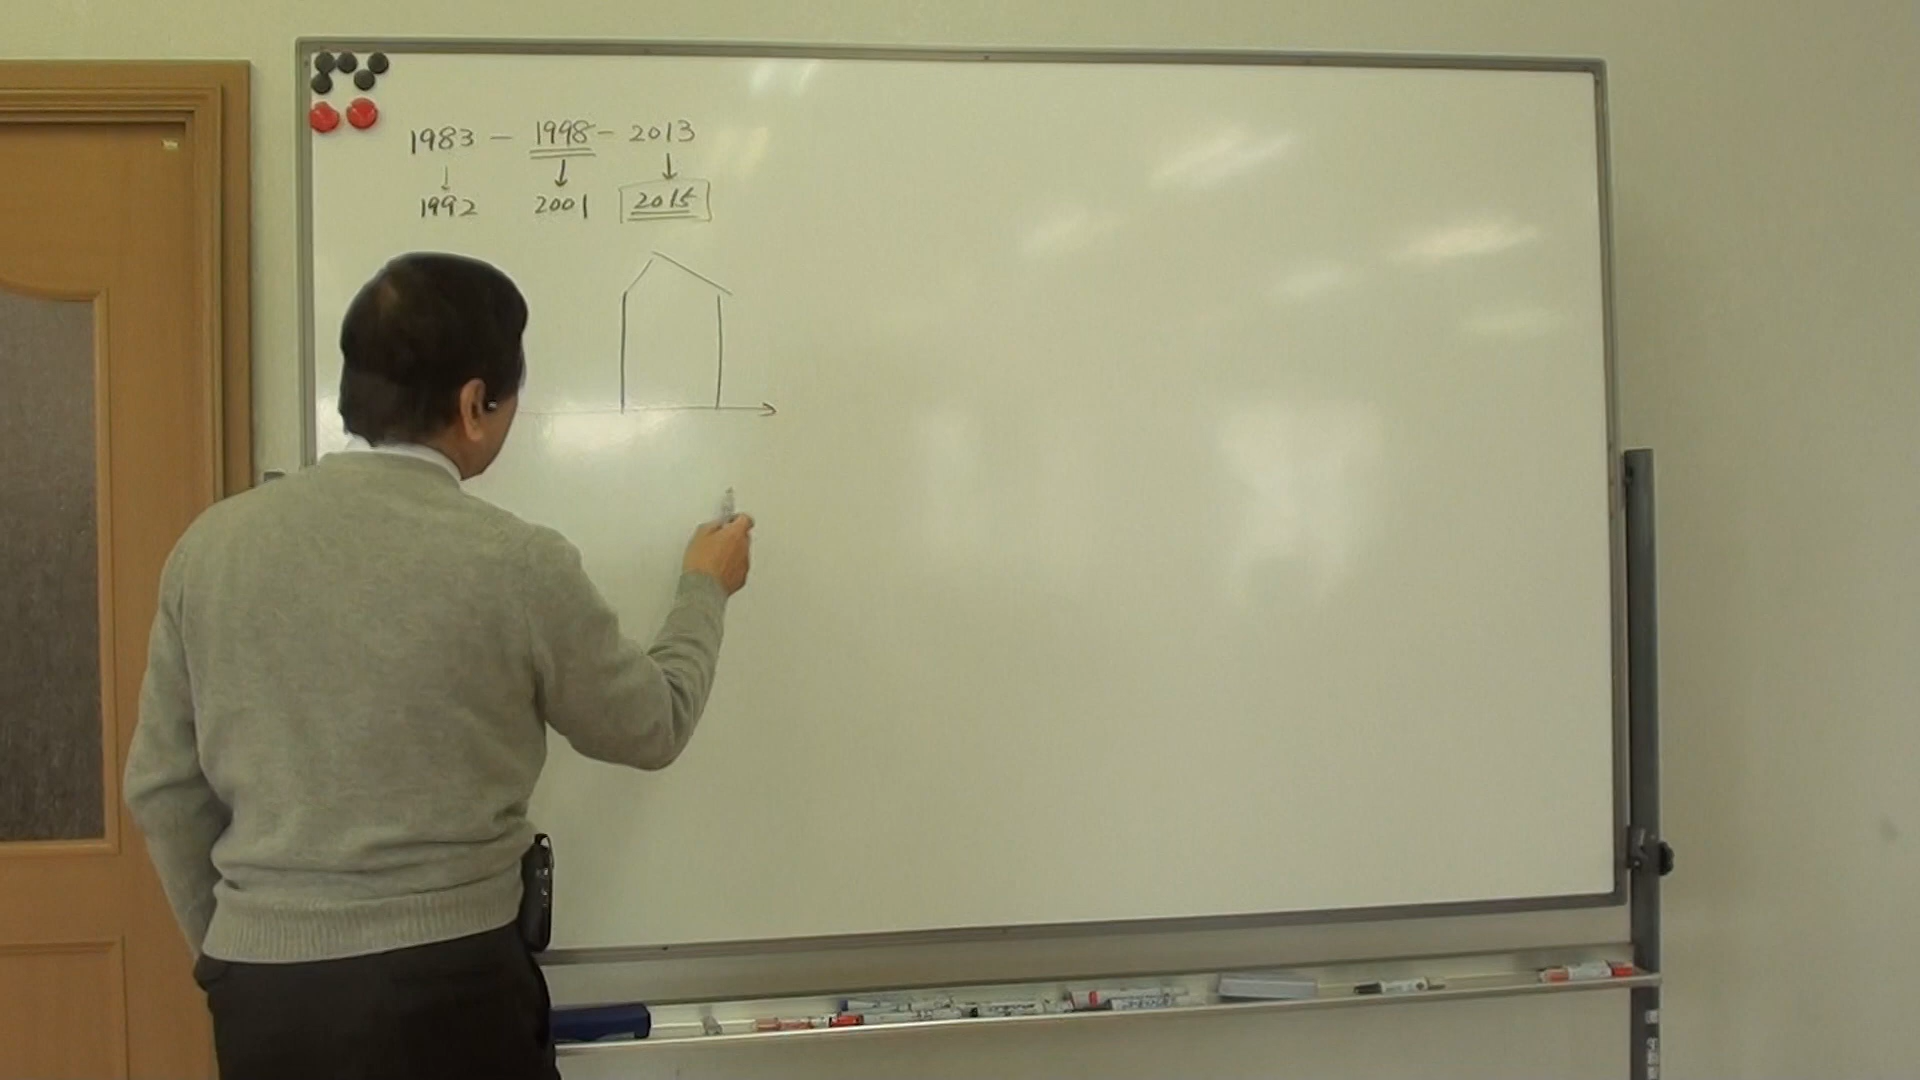 1983 – 1998 – 2013
↓ ↓ ↓
1992 2001 2015